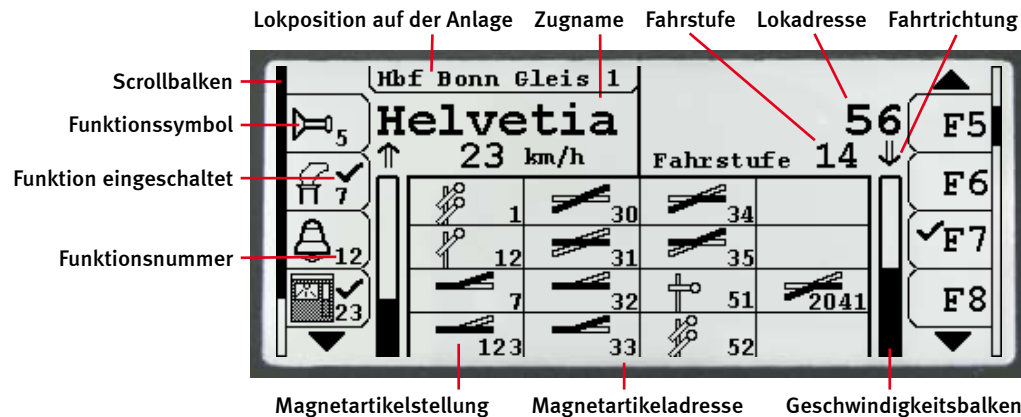 Lokposition auf der Anlage Zugname Fahrstufe Lokadresse Fahrtrichtung
Scrollbalken
Funktionssymbol
Funktion eingeschaltet
Funktionsnummer
Hbf Bonn Gleis 1
Helvetia 56
23 km/h Fahrstufe 14
5
7
12
23
F5
F6
F7
F8
1 30 34
12 31 35
7 32 51 2041
123 33 52
Magnetartikelstellung Magnetartikeladresse Geschwindigkeitsbalken